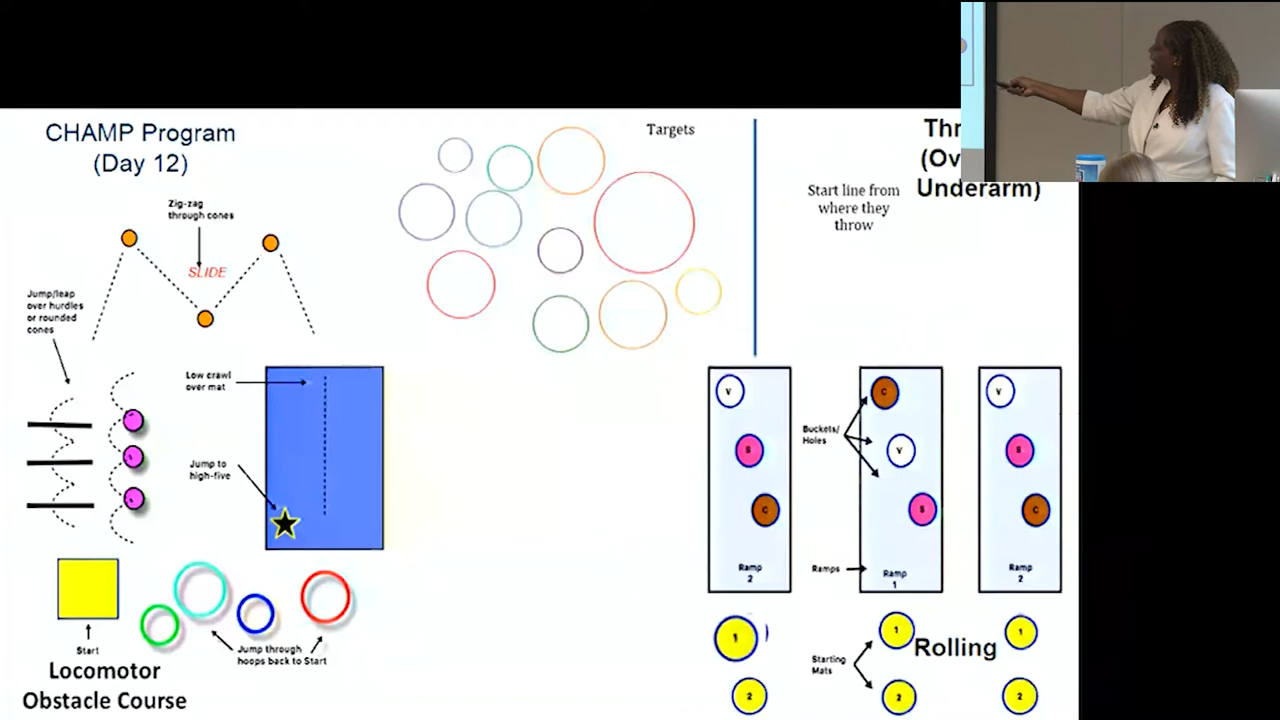 CHAMP Program
(Day 12)
Zig-zag
through cones
SLIDE
Jump/leap
over hurdles
or rounded
cones
Low crawl
over mat
Jump to
high-five
Start
Jump through
hoops back to Start
Locomotor
Obstacle Course
Targets
Start line from
where they
throw
Underarm)
V
S
C
Ramp
2
Buckets/
Holes
C
V
S
Ramps
Ramp
1
V
S
C
Ramp
2
1
2
Starting
Mats
1
2
Rolling
1
2